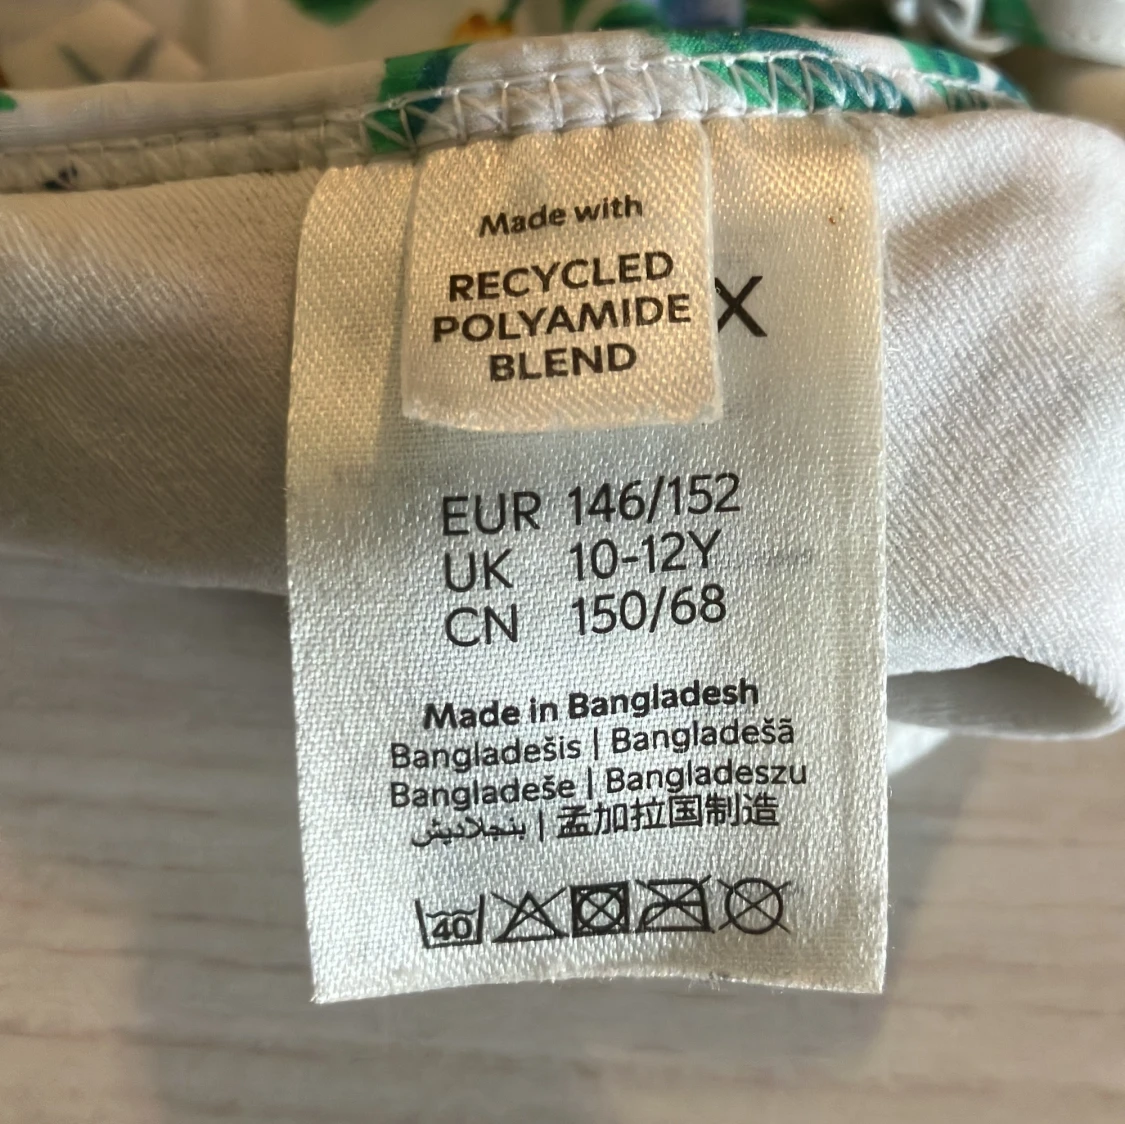 Made with
RECYCLED
POLYAMIDE
BLEND
X
EUR 146/152
UK 10-12Y
CN 150/68
Made in Bangladesh
Bangladešis | Bangladešā
Bangladeše | Bangladeszu
بنجلاديش | 孟加拉国制造
40